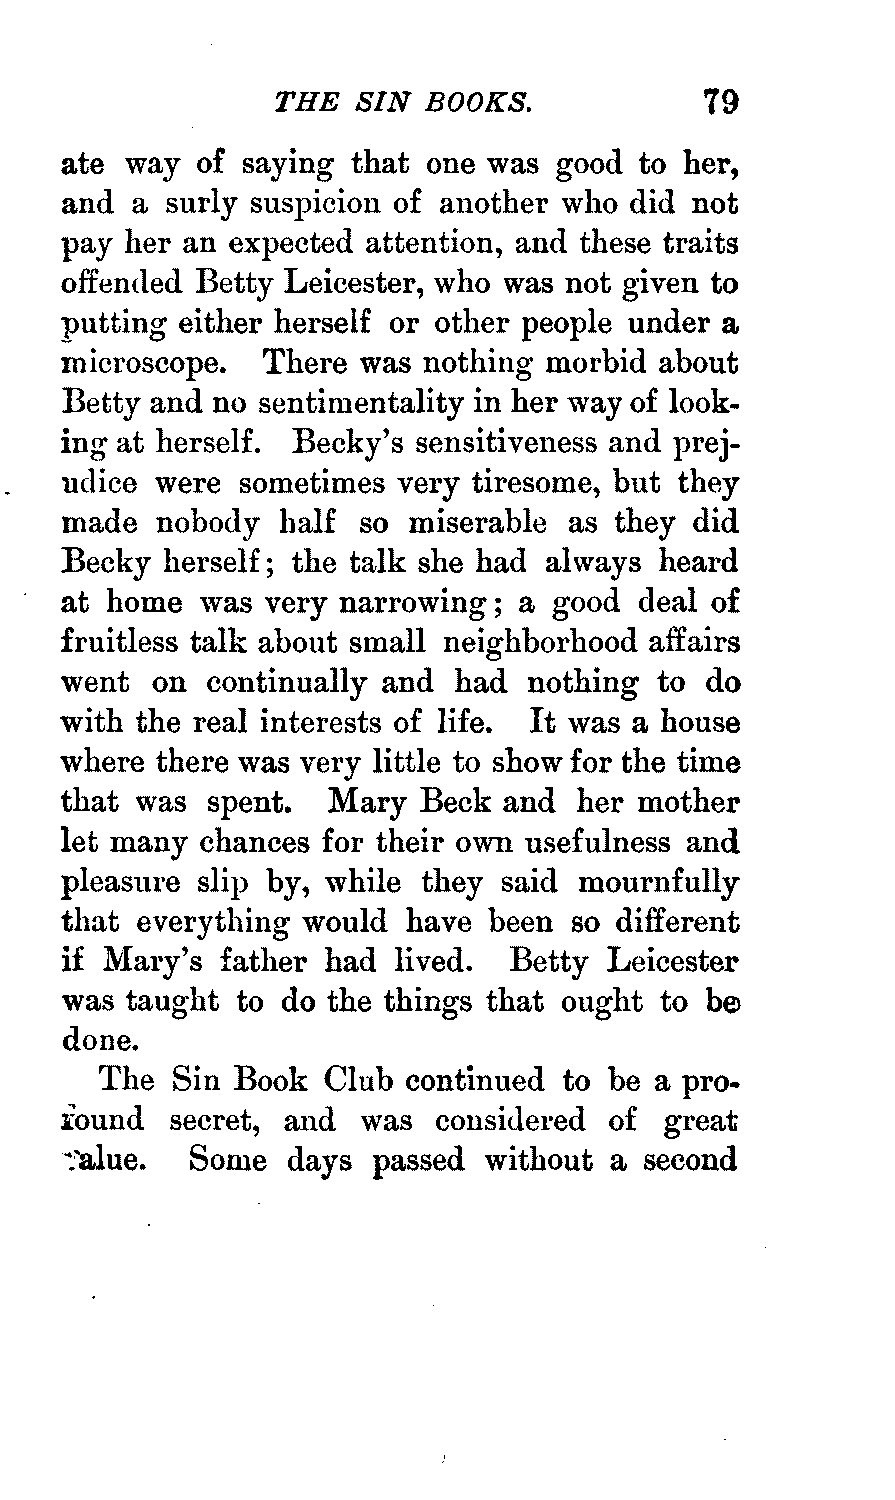 THE SIN BOOKS. 79
ate way of saying that one was good to her,
and a surly suspicion of another who did not
pay her an expected attention, and these traits
offended Betty Leicester, who was not given to
putting either herself or other people under a
microscope. There was nothing morbid about
Betty and no sentimentality in her way of look-
ing at herself. Becky's sensitiveness and prej-
udice were sometimes very tiresome, but they
made nobody half so miserable as they did
Becky herself; the talk she had always heard
at home was very narrowing; a good deal of
fruitless talk about small neighborhood affairs
went on continually and had nothing to do
with the real interests of life. It was a house
where there was very little to show for the time
that was spent. Mary Beck and her mother
let many chances for their own usefulness and
pleasure slip by, while they said mournfully
that everything would have been so different
if Mary's father had lived. Betty Leicester
was taught to do the things that ought to be
done.
The Sin Book Club continued to be a pro-
found secret, and was considered of great
value. Some days passed without a second